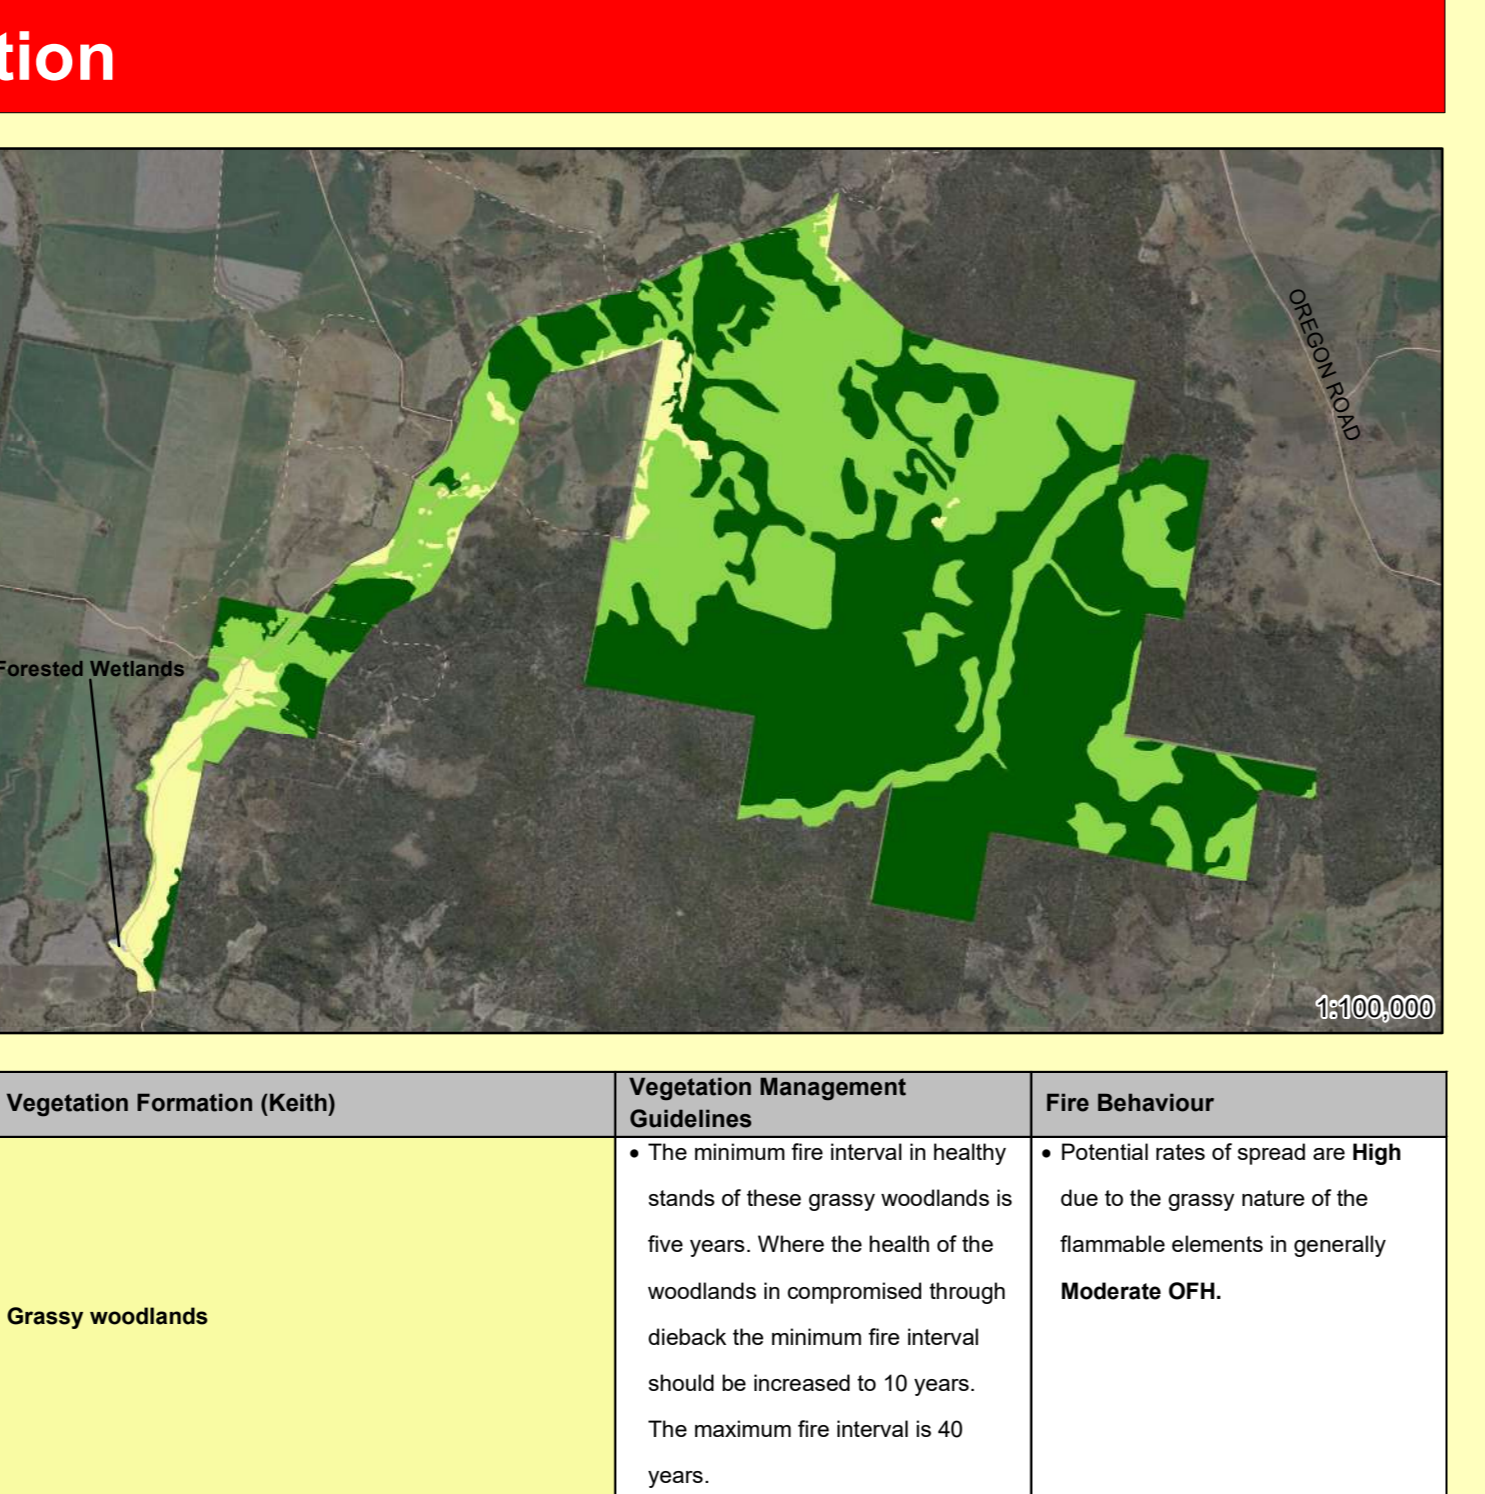 tion
OREGON ROAD
Forested Wetlands
1:100,000
Vegetation Formation (Keith)
Vegetation Management
Guidelines
Fire Behaviour
Grassy woodlands
• The minimum fire interval in healthy
stands of these grassy woodlands is
five years. Where the health of the
woodlands in compromised through
dieback the minimum fire interval
should be increased to 10 years.
The maximum fire interval is 40
years.
• Potential rates of spread are High
due to the grassy nature of the
flammable elements in generally
Moderate OFH.